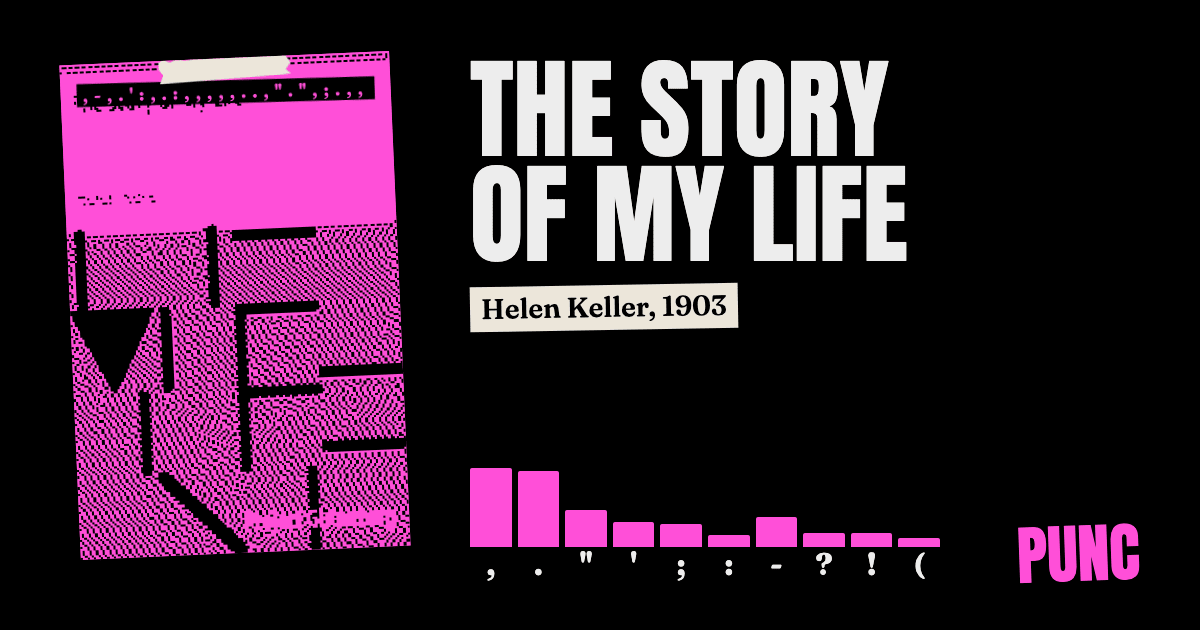 THE STORY
OF MY LIFE
Helen Keller, 1903
, . " ' ; : - ? ! (
PUNC